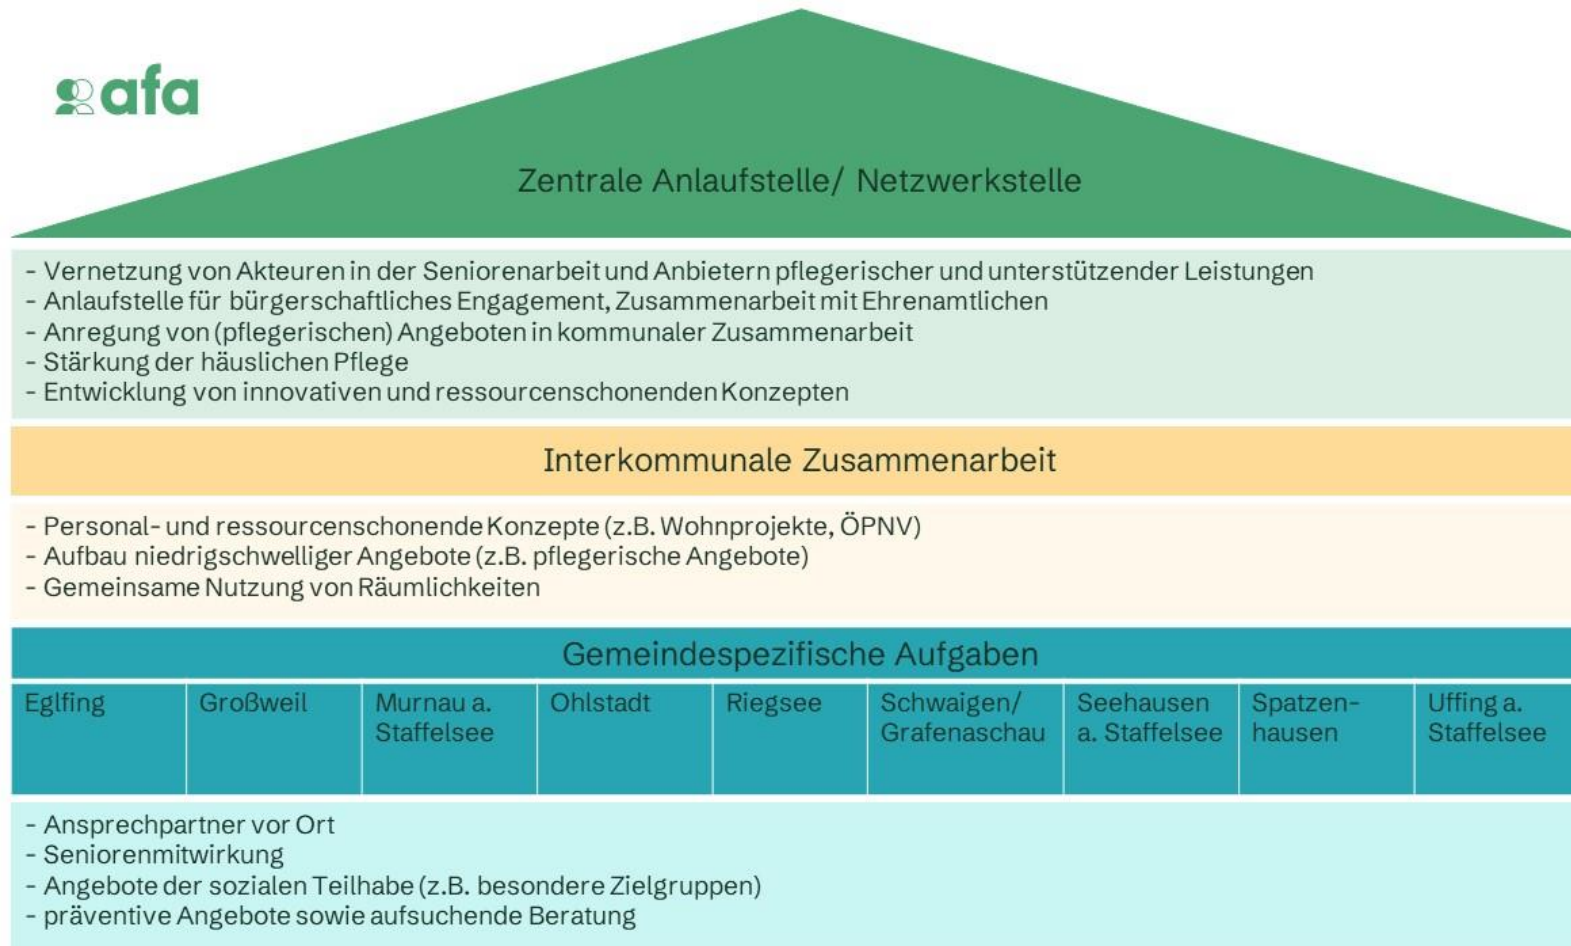 afa
Zentrale Anlaufstelle/ Netzwerkstelle
- Vernetzung von Akteuren in der Seniorenarbeit und Anbietern pflegerischer und unterstützender Leistungen
- Anlaufstelle für bürgerschaftliches Engagement, Zusammenarbeit mit Ehrenamtlichen
- Anregung von (pflegerischen) Angeboten in kommunaler Zusammenarbeit
- Stärkung der häuslichen Pflege
- Entwicklung von innovativen und ressourcenschonenden Konzepten
Interkommunale Zusammenarbeit
- Personal- und ressourcenschonende Konzepte (z.B. Wohnprojekte, ÖPNV)
- Aufbau niedrigschwelliger Angebote (z.B. pflegerische Angebote)
- Gemeinsame Nutzung von Räumlichkeiten
Gemeindespezifische Aufgaben
Eglfing
Großweil
Murnau a.
Staffelsee
Ohlstadt
Riegsee
Schwaigen/
Grafenaschau
Seehausen
a. Staffelsee
Spatzen-
hausen
Uffing a.
Staffelsee
- Ansprechpartner vor Ort
- Seniorenmitwirkung
- Angebote der sozialen Teilhabe (z.B. besondere Zielgruppen)
- präventive Angebote sowie aufsuchende Beratung